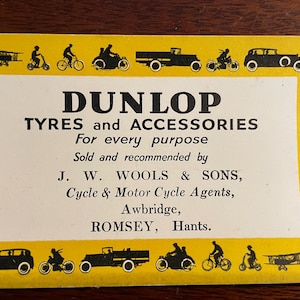 DUNLOP
TYRES and ACCESSORIES
For every purpose
Sold and recommended by
J. W. WOOLS & SONS,
Cycle & Motor Cycle Agents,
Awbridge,
ROMSEY, Hants.